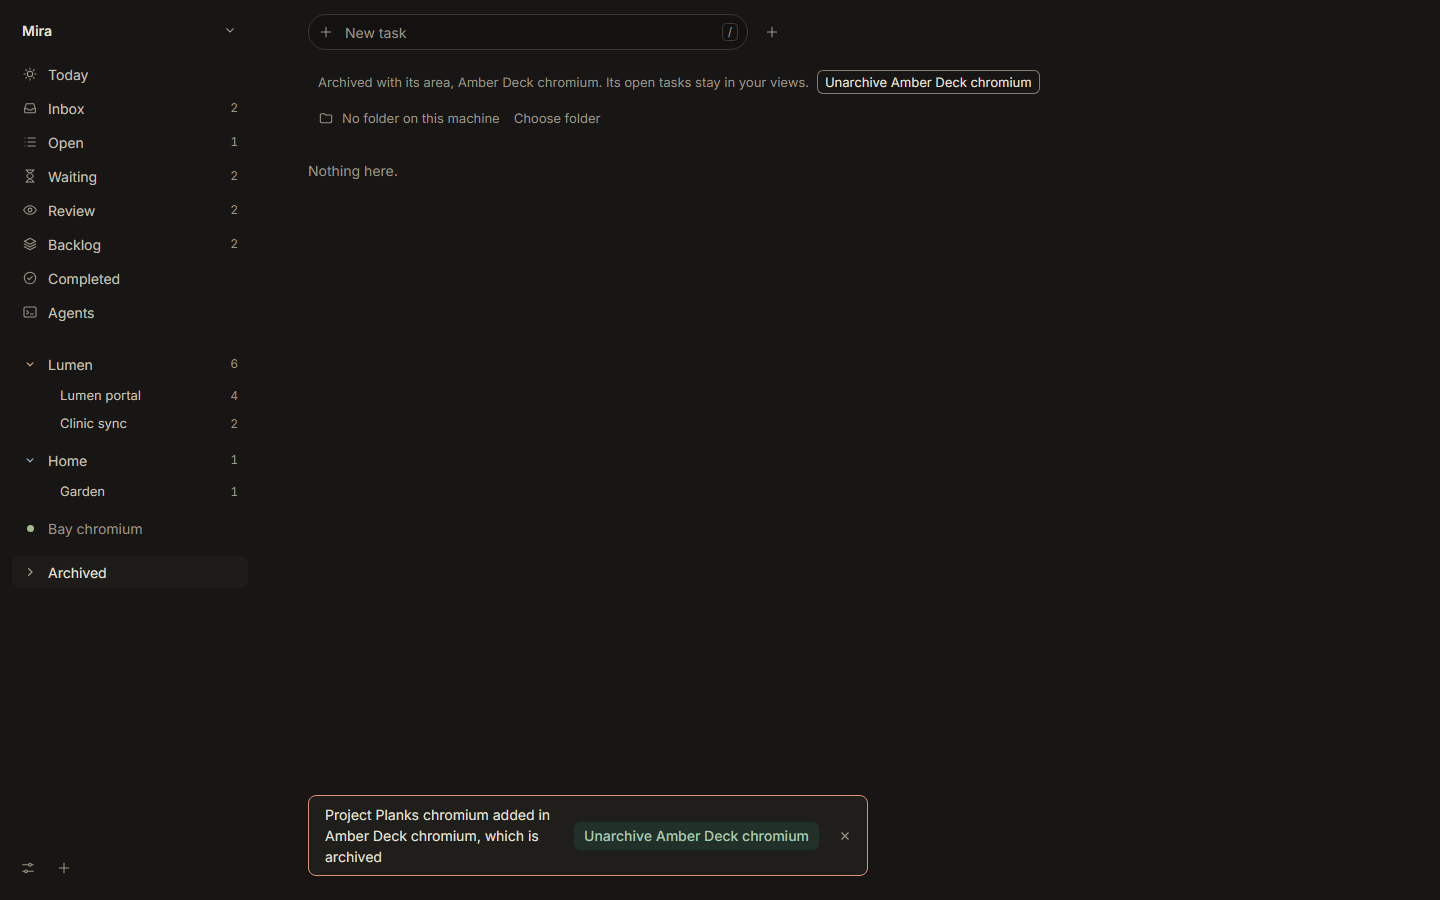 Mira
Today
Inbox 2
Open 1
Waiting 2
Review 2
Backlog 2
Completed
Agents
Lumen 6
Lumen portal 4
Clinic sync 2
Home 1
Garden 1
Bay chromium
Archived
New task /
Archived with its area, Amber Deck chromium. Its open tasks stay in your views. Unarchive Amber Deck chromium
No folder on this machine Choose folder
Nothing here.
Project Planks chromium added in
Amber Deck chromium, which is
archived
Unarchive Amber Deck chromium